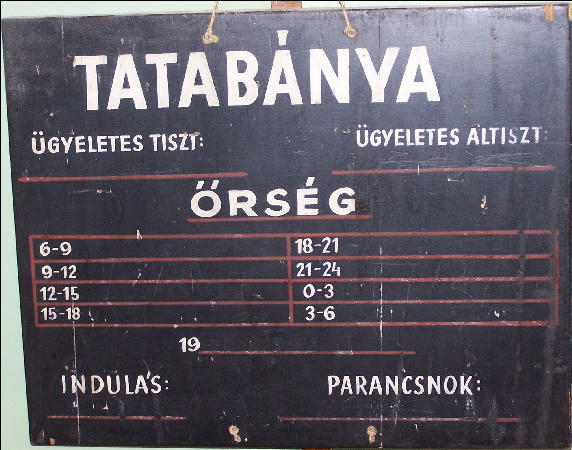 TATABÁNYA
ÜGYELETES TISZT: ÜGYELETES ALTISZT:
ŐRSÉG
6-9 18-21
9-12 21-24
12-15 0-3
15-18 3-6
19
INDULÁS: PARANCSNOK: